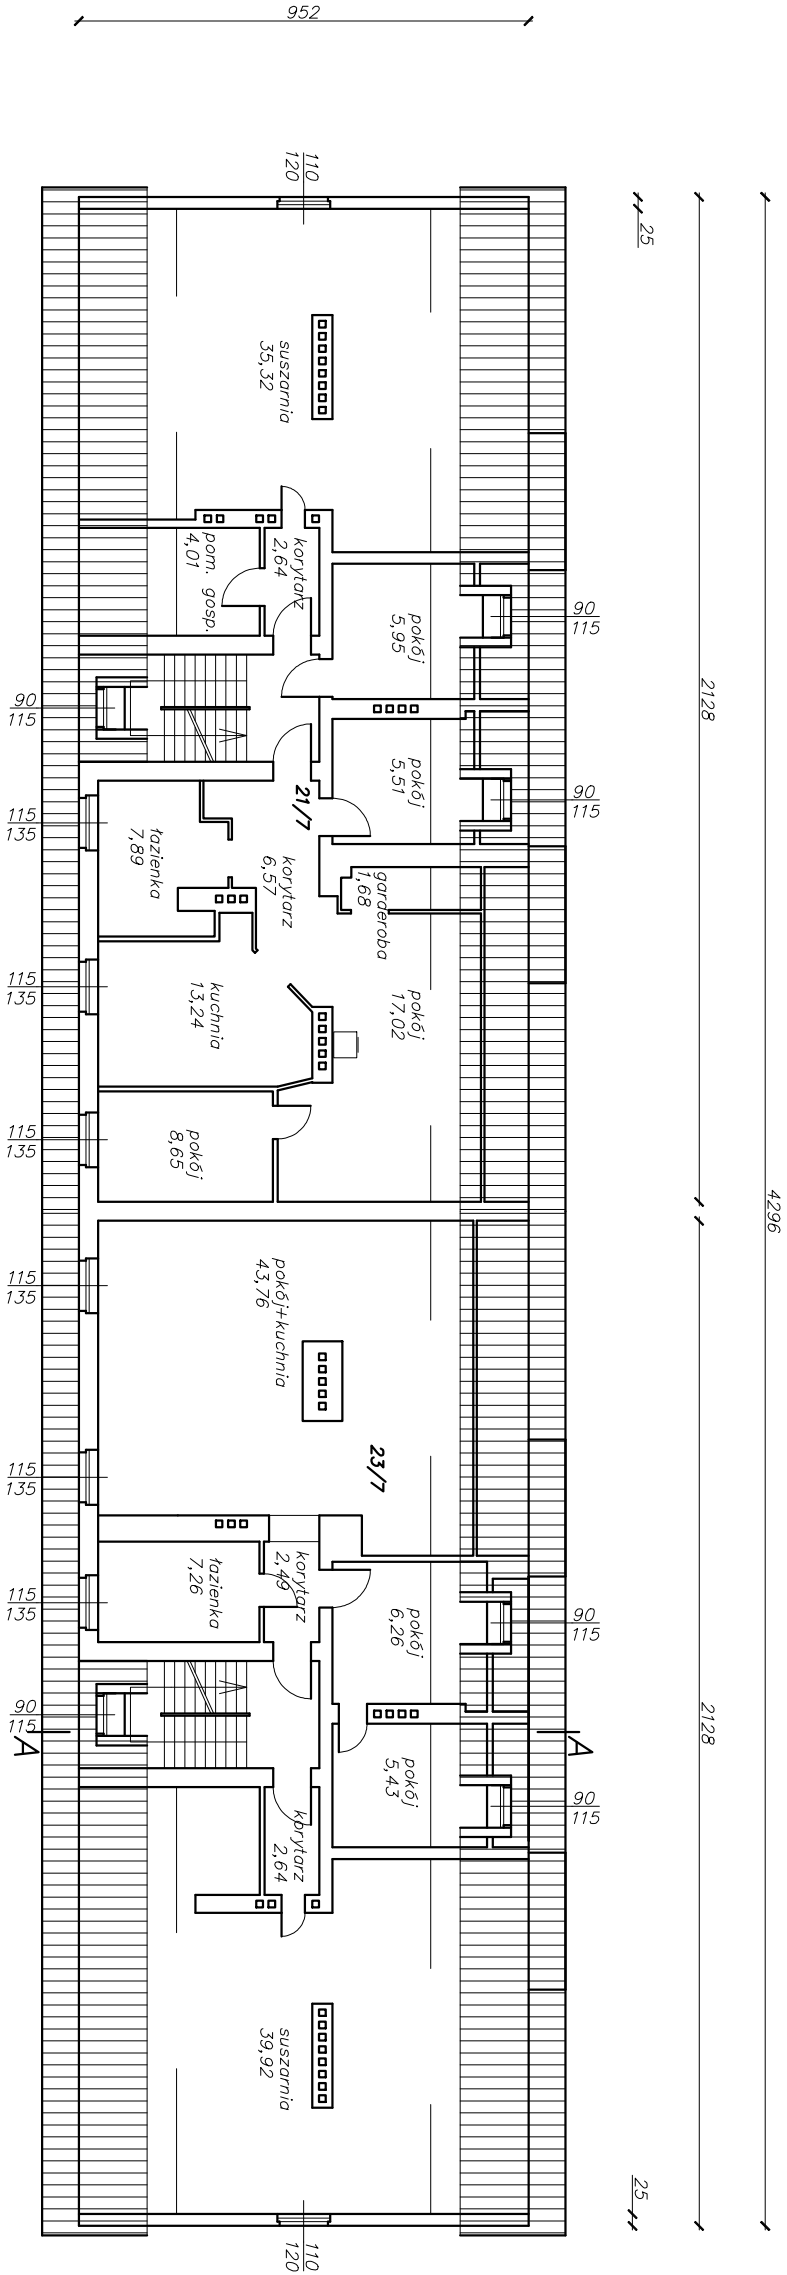 952
110
120
25
4296
2128
suszarnia
35,32
korytarz
2,64
pom. gosp.
4,01
pokój
5,95
90
115
90
115
pokój
5,51
90
115
21/7
korytarz
6,57
garderoba
1,68
łazienka
7,89
115
135
pokój
17,02
kuchnia
13,24
115
135
pokój
8,65
115
135
pokój+kuchnia
43,76
115
135
23/7
115
135
korytarz
2,49
łazienka
7,26
115
135
pokój
6,26
90
115
2128
90
115
A
A
pokój
5,43
90
115
korytarz
2,64
suszarnia
39,92
25
110
120